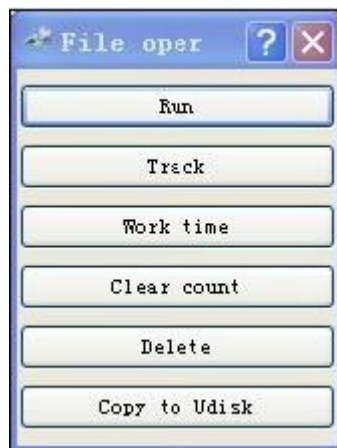 File oper
Run
Track
Work time
Clear count
Delete
Copy to Udisk